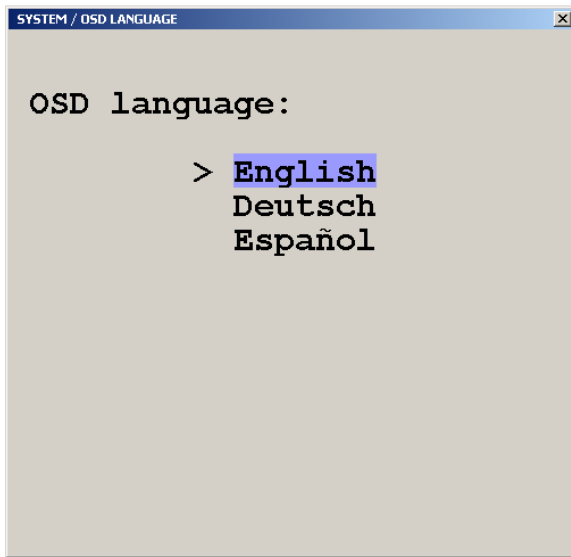 SYSTEM / OSD LANGUAGE
OSD language:
> English
Deutsch
Español